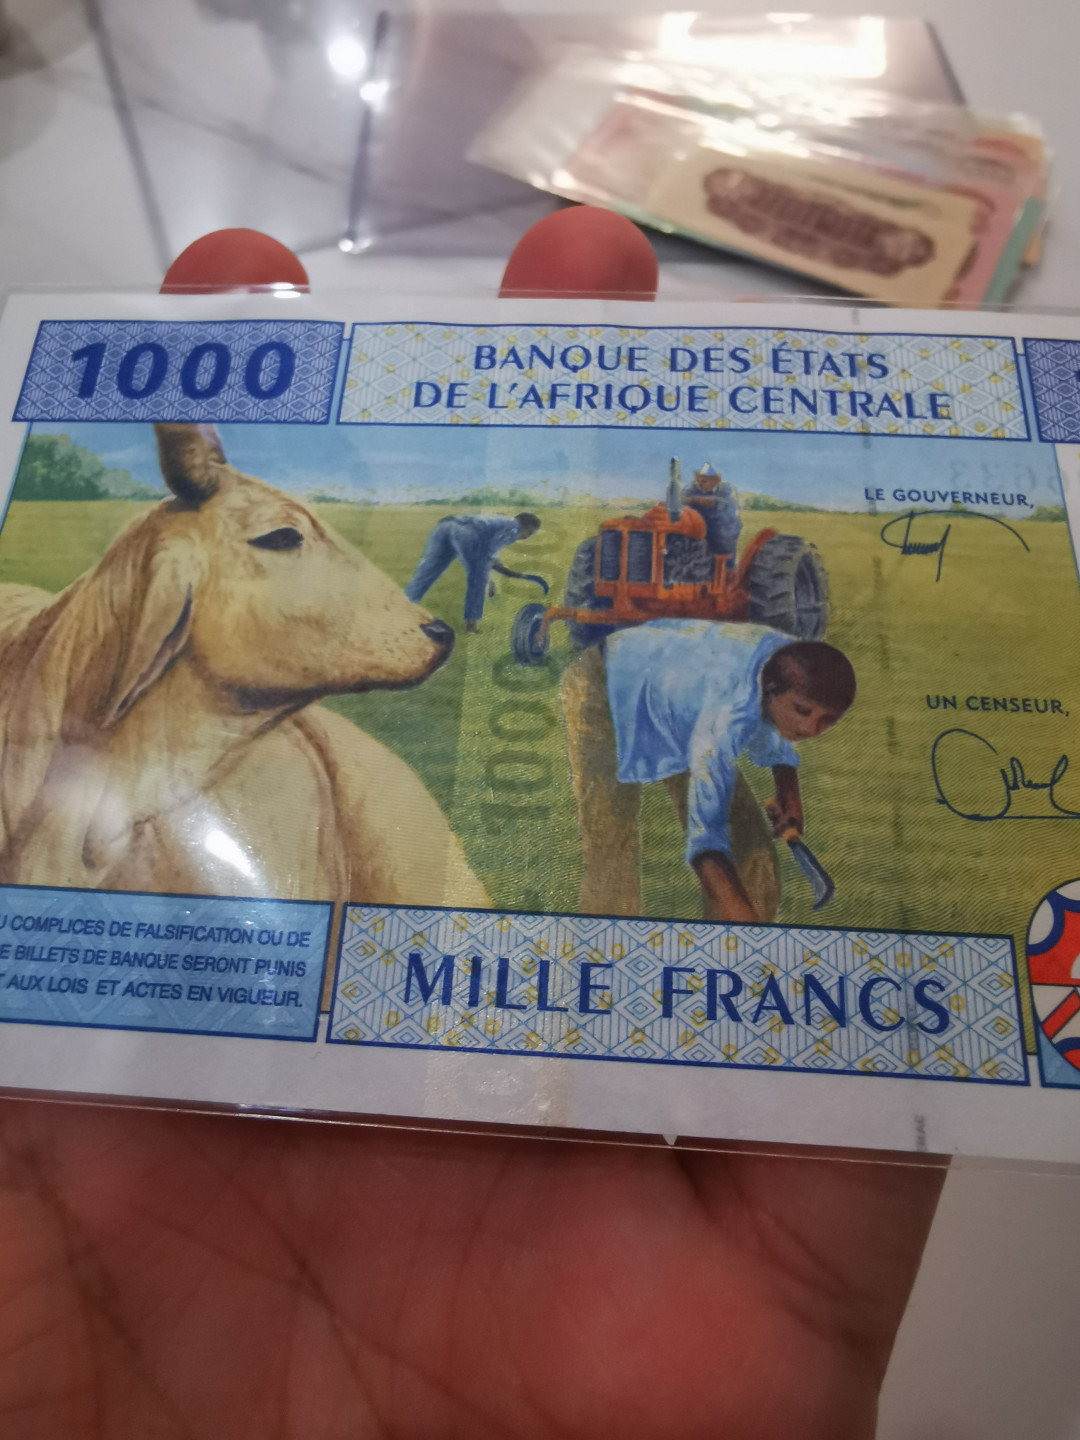 1000
BANQUE DES ÉTATS
DE L'AFRIQUE CENTRALE
LE GOUVERNEUR,
1000
UN CENSEUR,
COMPLICES DE FALSIFICATION OU DE
BILLETS DE BANQUE SERONT PUNIS
AUX LOIS ET ACTES EN VIGUEUR.
MILLE FRANCS